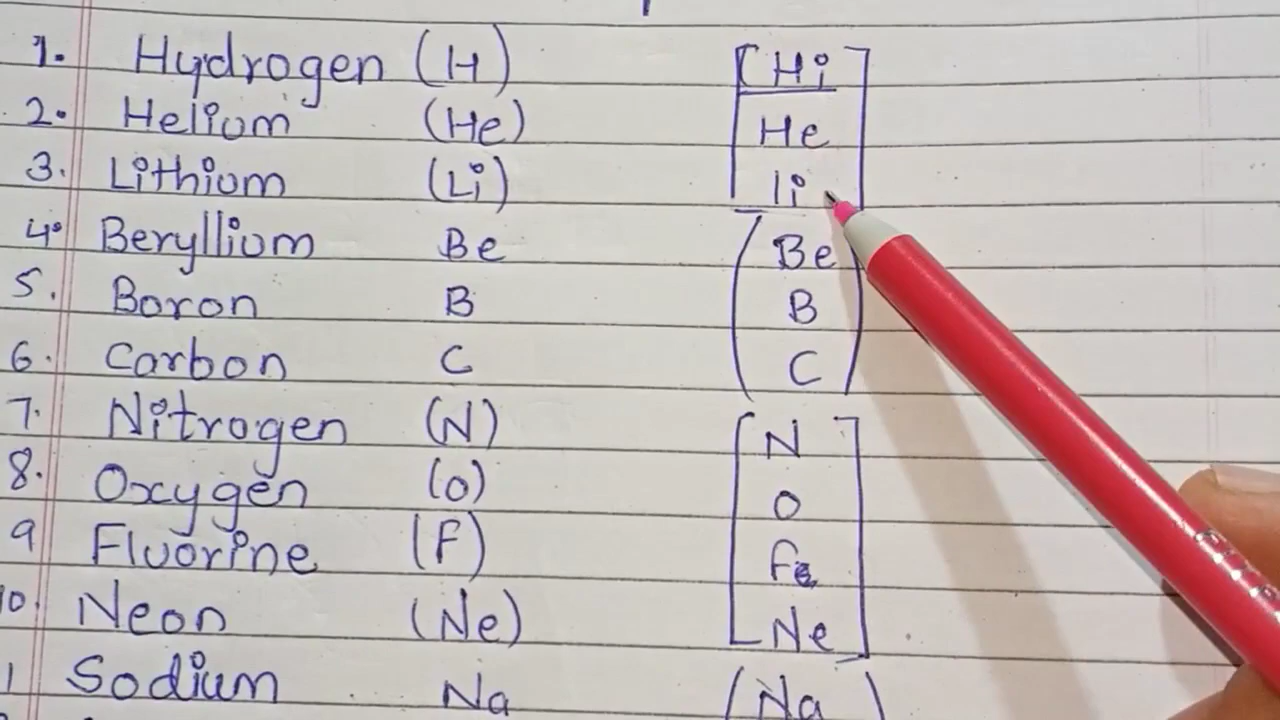 1. Hydrogen (H) [Hi]
2. Helium (He) He
3. Lithium (Li) li
4. Beryllium Be (Be
5. Boron B B
6. Carbon C C)
7. Nitrogen (N) [N]
8. Oxygen (O) O
9 Fluorine (F) Fe
10. Neon (Ne) Ne
1 Sodium Na (Na)